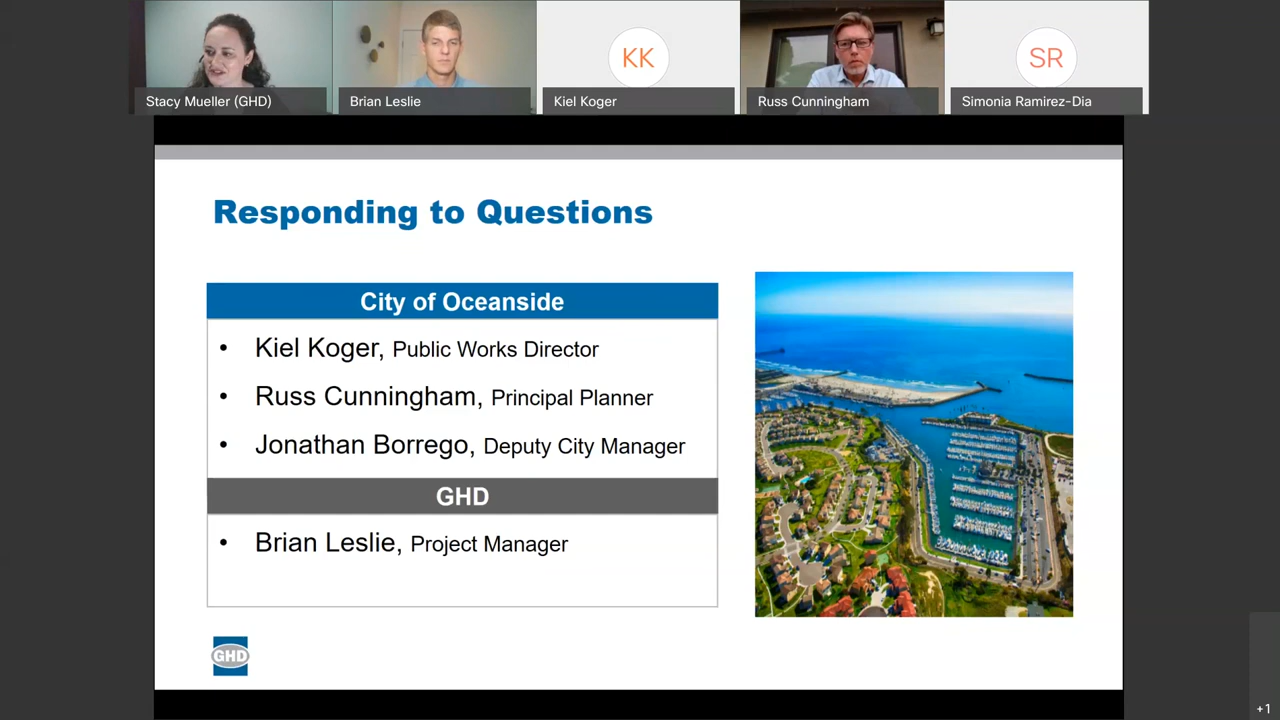 KK
SR
Stacy Mueller (GHD)
Brian Leslie
Kiel Koger
Russ Cunningham
Simonia Ramirez-Dia
Responding to Questions
City of Oceanside
• Kiel Koger, Public Works Director
• Russ Cunningham, Principal Planner
• Jonathan Borrego, Deputy City Manager
GHD
• Brian Leslie, Project Manager
GHD
+1